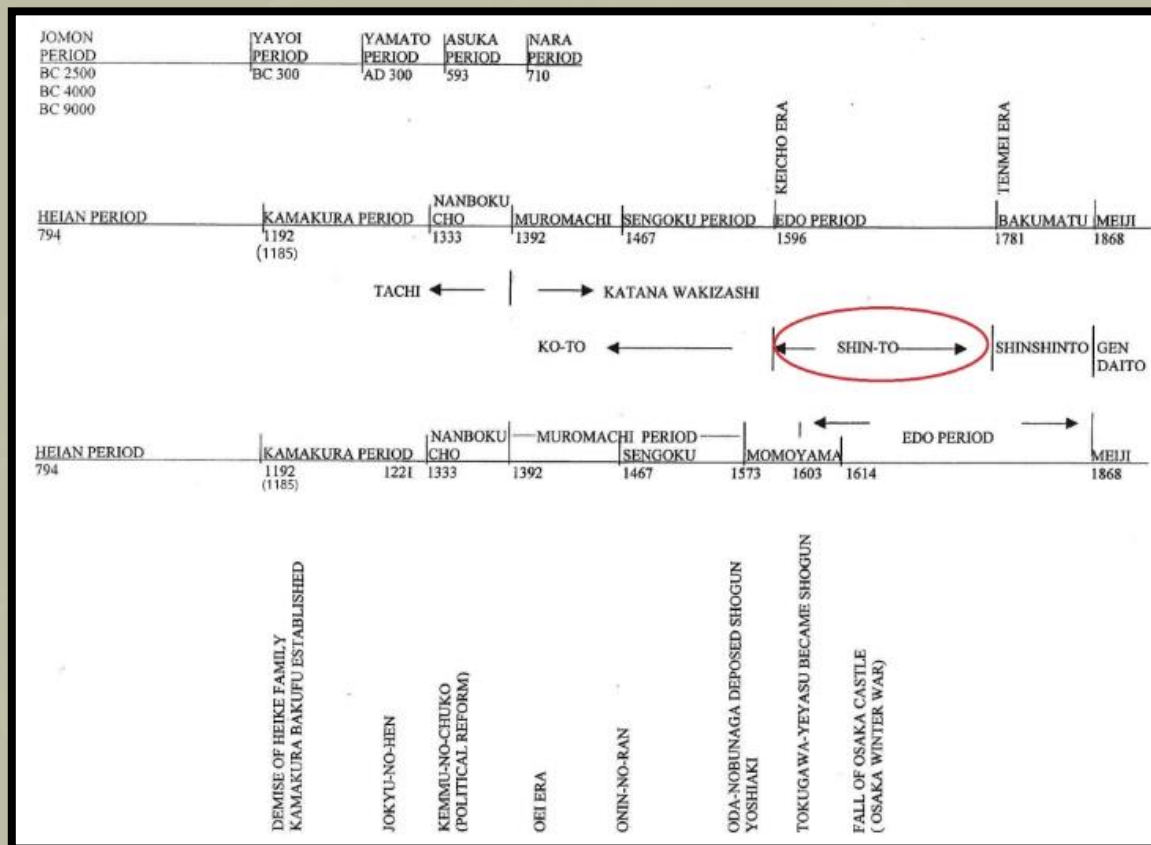 JOMON PERIOD
YAYOI PERIOD
YAMATO PERIOD
ASUKA PERIOD
NARA PERIOD
BC 2500
BC 4000
BC 9000
BC 300
AD 300
593
710
KEICHO ERA
TENMEI ERA
HEIAN PERIOD
KAMAKURA PERIOD
NANBOKU CHO
MUROMACHI
SENGOKU PERIOD
EDO PERIOD
BAKUMATU
MEIJI
794
1192
(1185)
1333
1392
1467
1596
1781
1868
TACHI
KATANA WAKIZASHI
KO-TO
SHIN-TO
SHINSHINTO
GEN DAITO
HEIAN PERIOD
KAMAKURA PERIOD
NANBOKU CHO
MUROMACHI PERIOD
SENGOKU
MOMOYAMA
EDO PERIOD
MEIJI
794
1192
(1185)
1221
1333
1392
1467
1573
1603
1614
1868
DEMISE OF HEIKE FAMILY
KAMAKURA BAKUFU ESTABLISHED
JOKYU-NO-HEN
KEMMU-NO-CHUKO
(POLITICAL REFORM)
OEI ERA
ONIN-NO-RAN
ODA-NOBUNAGA DEPOSED SHOGUN
YOSHIAKI
TOKUGAWA-YEYASU BECAME SHOGUN
FALL OF OSAKA CASTLE
( OSAKA WINTER WAR)